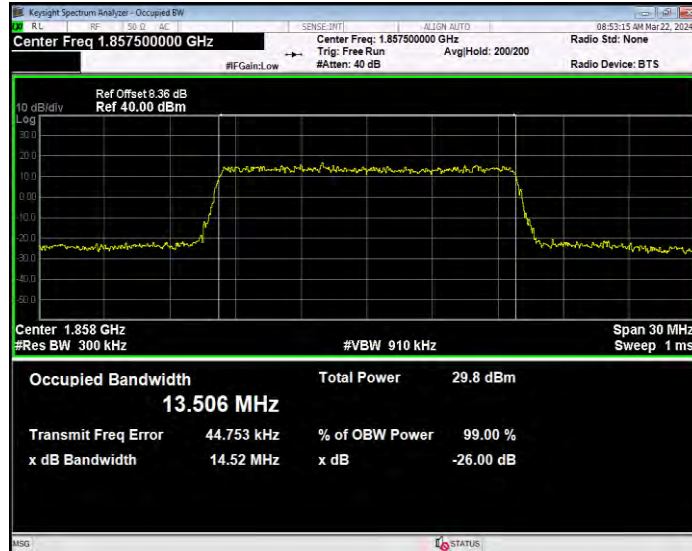 Keysight Spectrum Analyzer - Occupied BW
RL RF 50 Ω AC SENSE:INT ALIGN AUTO 08:53:15 AM Mar 22, 2024
Center Freq 1.857500000 GHz Center Freq: 1.857500000 GHz Radio Std: None
Trig: Free Run Avg|Hold: 200/200
#IFGain:Low #Atten: 40 dB Radio Device: BTS
Ref Offset 8.36 dB
10 dB/div Ref 40.00 dBm
Log
30.0
20.0
10.0
0.00
-10.0
-20.0
-30.0
-40.0
-50.0
Center 1.858 GHz Span 30 MHz
#Res BW 300 kHz #VBW 910 kHz Sweep 1 ms
Occupied Bandwidth Total Power 29.8 dBm
13.506 MHz
Transmit Freq Error 44.753 kHz % of OBW Power 99.00 %
x dB Bandwidth 14.52 MHz x dB -26.00 dB
MSG STATUS